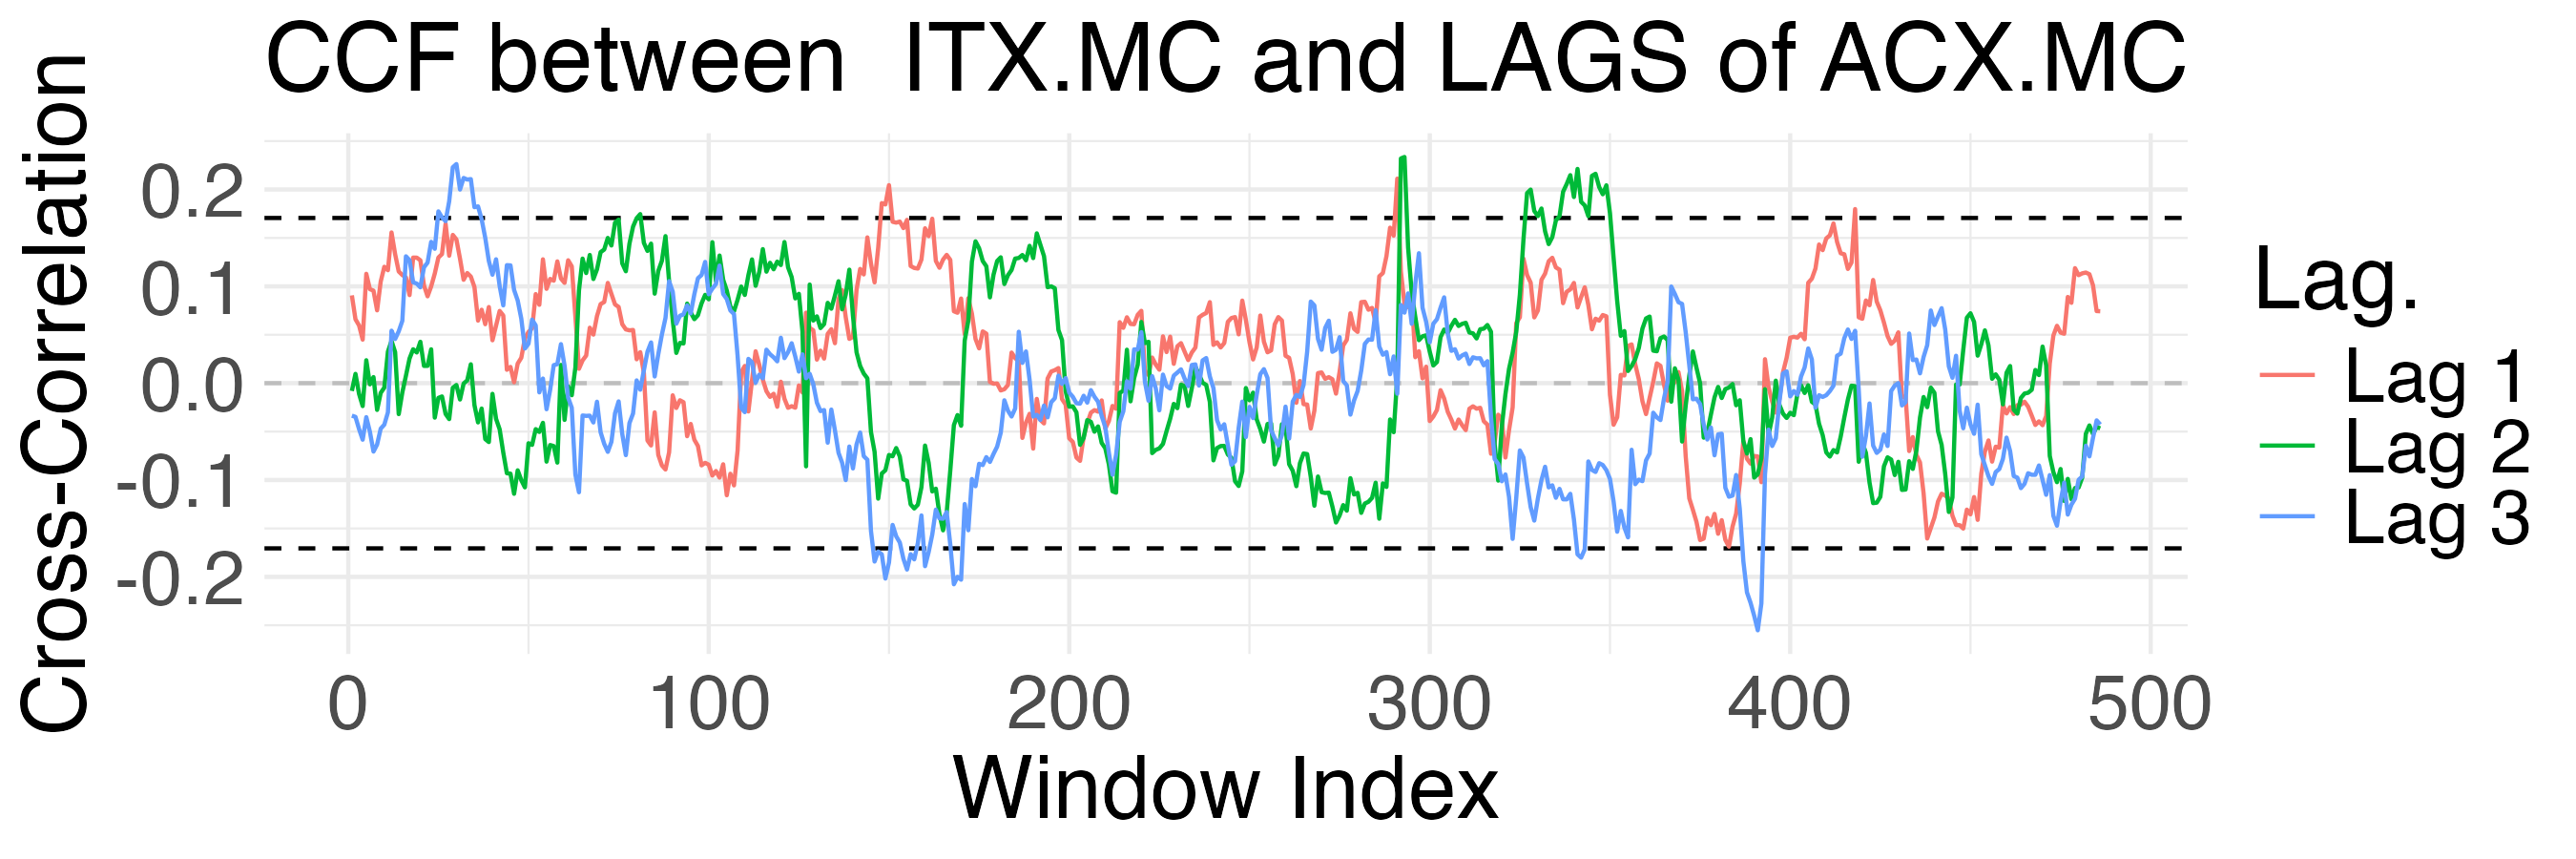 CCF between ITX.MC and LAGS of ACX.MC
Cross-Correlation
0.2
0.1
0.0
-0.1
-0.2
0 100 200 300 400 500
Window Index
Lag.
Lag 1
Lag 2
Lag 3